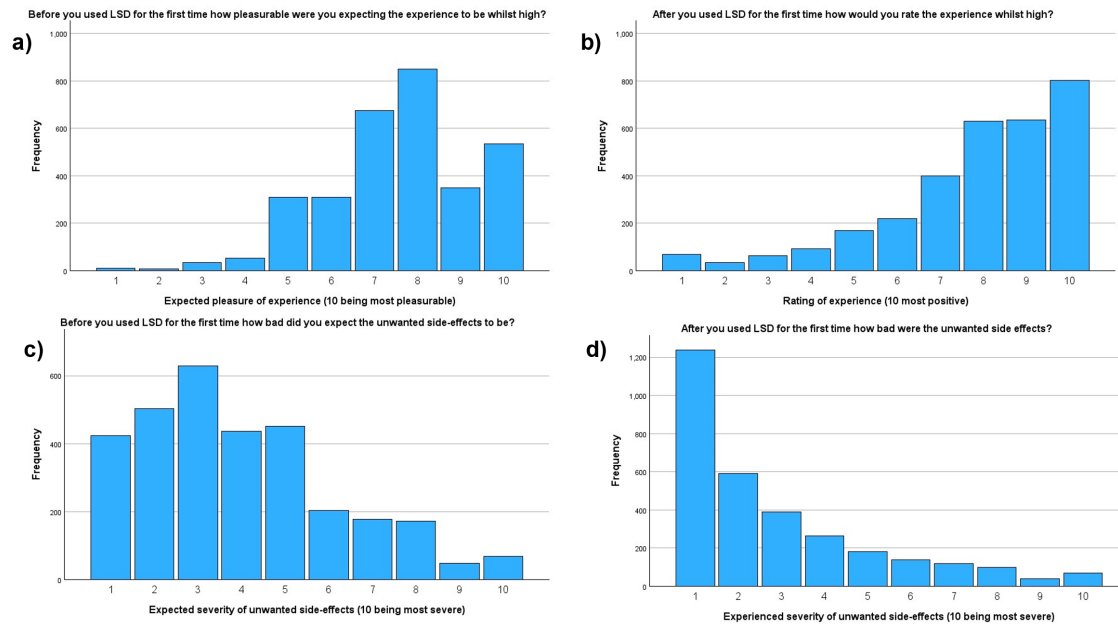 Before you used LSD for the first time how pleasurable were you expecting the experience to be whilst high?
a)
1,000
800
600
400
200
0
Frequency
1 2 3 4 5 6 7 8 9 10
Expected pleasure of experience (10 being most pleasurable)
After you used LSD for the first time how would you rate the experience whilst high?
b)
1,000
800
600
400
200
0
Frequency
1 2 3 4 5 6 7 8 9 10
Rating of experience (10 most positive)
Before you used LSD for the first time how bad did you expect the unwanted side-effects to be?
c)
600
400
200
0
Frequency
1 2 3 4 5 6 7 8 9 10
Expected severity of unwanted side-effects (10 being most severe)
After you used LSD for the first time how bad were the unwanted side effects?
d)
1,200
1,000
800
600
400
200
0
Frequency
1 2 3 4 5 6 7 8 9 10
Experienced severity of unwanted side-effects (10 being most severe)